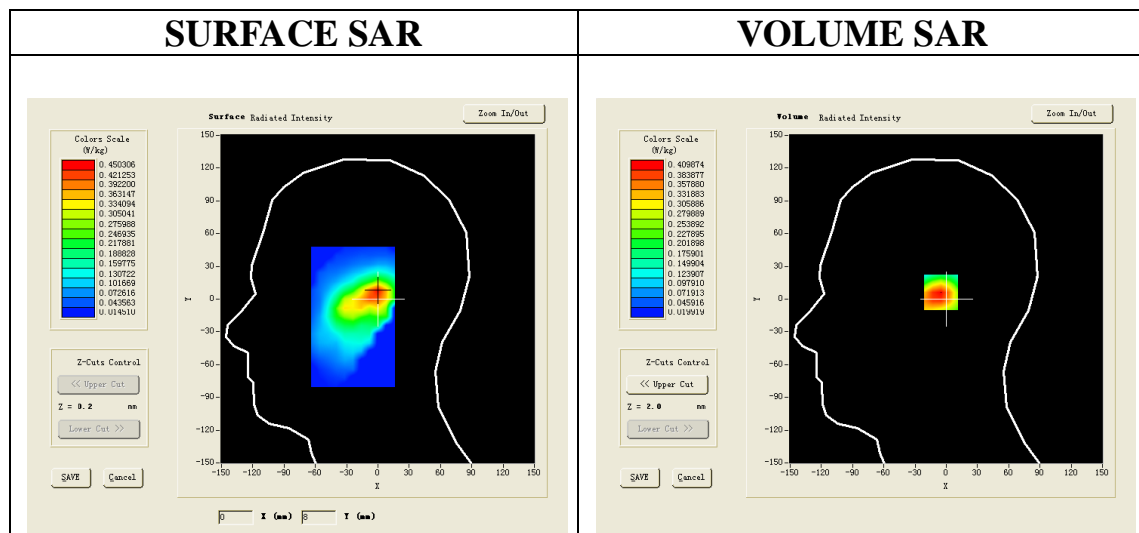 SURFACE SAR
VOLUME SAR
Surface Radiated Intensity
Zoom In/Out
Colors Scale
(W/kg)
0.450306
0.421253
0.392200
0.363147
0.334094
0.305041
0.275988
0.246935
0.217881
0.188828
0.159775
0.130722
0.101669
0.072616
0.043563
0.014510
150
120
90
60
30
0
-30
-60
-90
-120
-150
Y
-150 -120 -90 -60 -30 0 30 60 90 120 150
X
Z-Cuts Control
<< Upper Cut
Z = 0.2 mm
Lower Cut >>
SAVE Cancel
0 X (mm) 8 Y (mm)
Volume Radiated Intensity
Zoom In/Out
Colors Scale
(W/kg)
0.409874
0.383877
0.357880
0.331883
0.305886
0.279889
0.253892
0.227895
0.201898
0.175901
0.149904
0.123907
0.097910
0.071913
0.045916
0.019919
150
120
90
60
30
0
-30
-60
-90
-120
-150
Y
-150 -120 -90 -60 -30 0 30 60 90 120 150
X
Z-Cuts Control
<< Upper Cut
Z = 2.0 mm
Lower Cut >>
SAVE Cancel